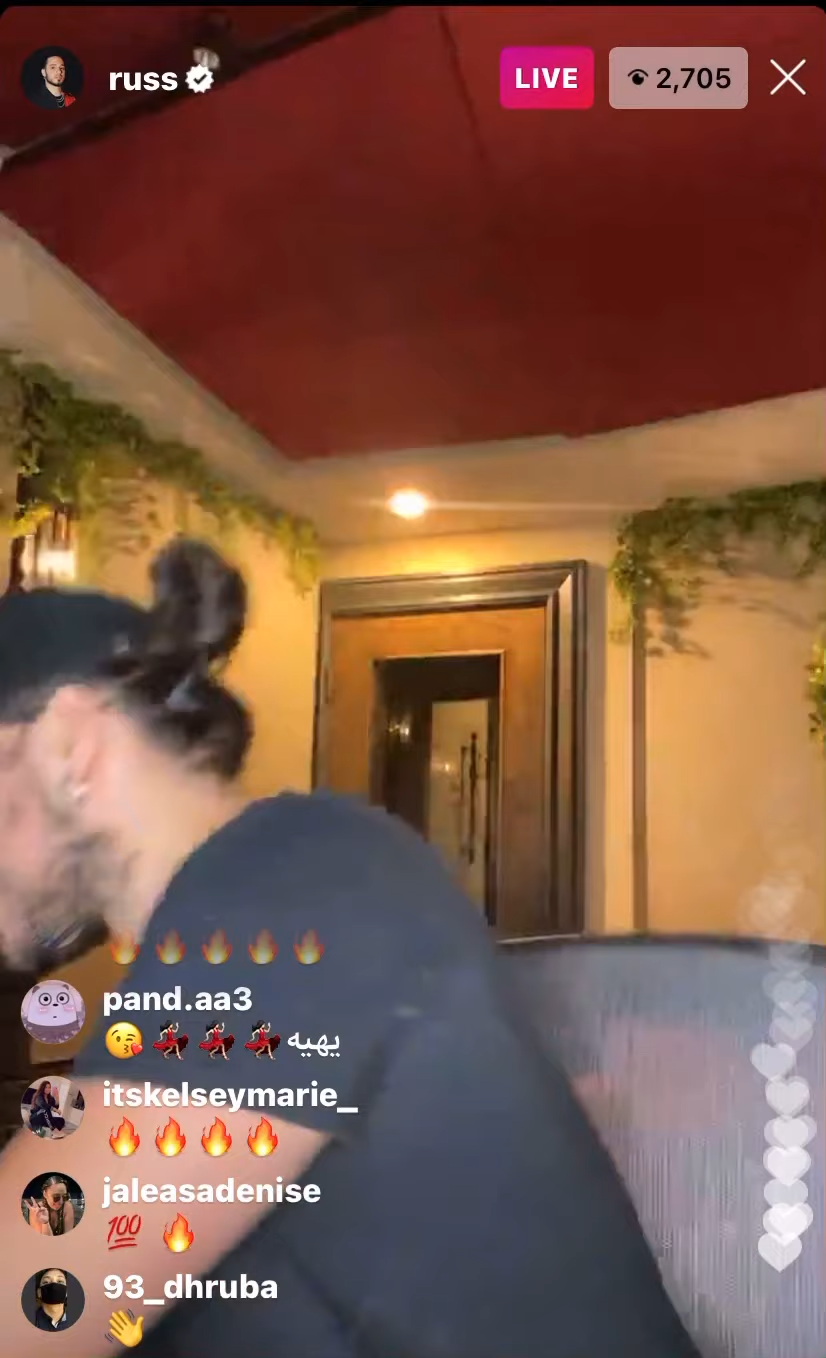 russ
LIVE
2,705
🔥🔥🔥🔥🔥
pand.aa3
😘💃💃💃يهيه
itskelseymarie_
🔥🔥🔥🔥
jaleasadenise
💯🔥
93_dhruba
👋